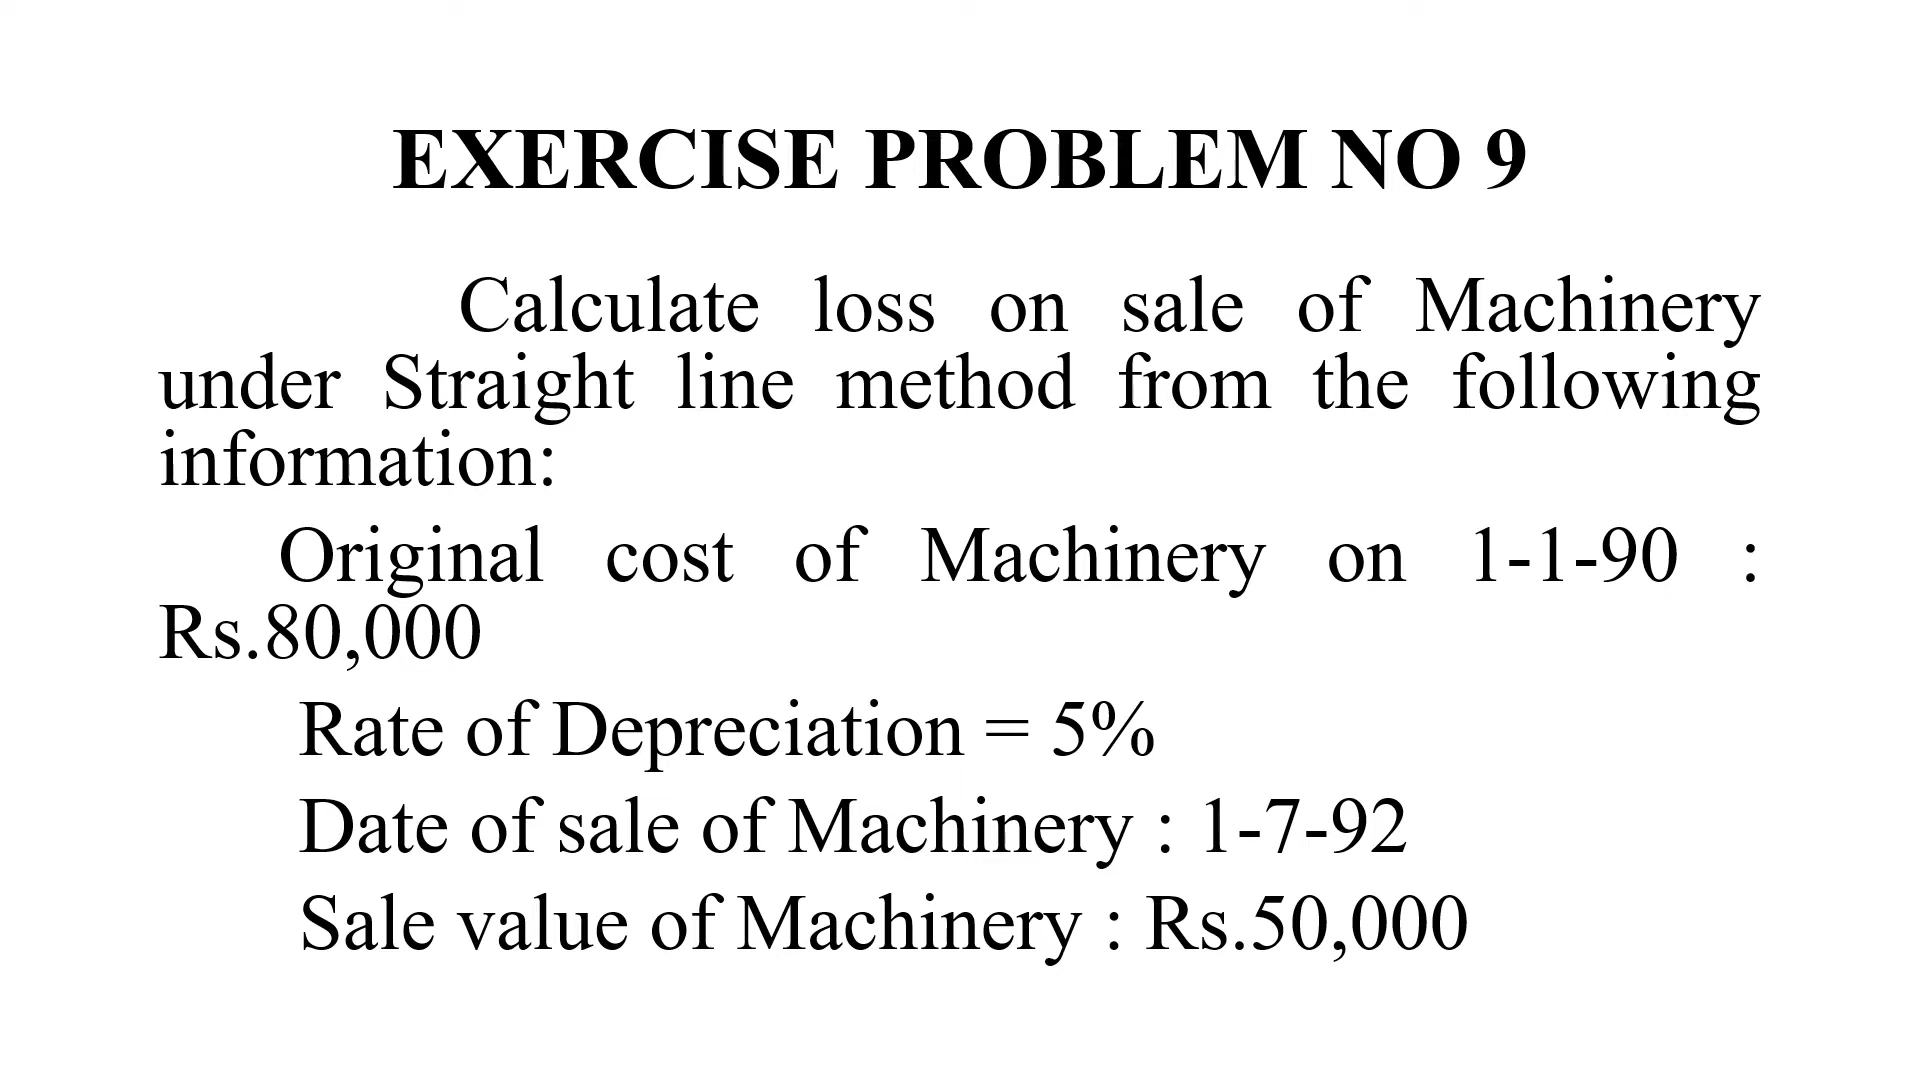 EXERCISE PROBLEM NO 9
Calculate loss on sale of Machinery
under Straight line method from the following
information:
Original cost of Machinery on 1-1-90 :
Rs.80,000
Rate of Depreciation = 5%
Date of sale of Machinery : 1-7-92
Sale value of Machinery : Rs.50,000